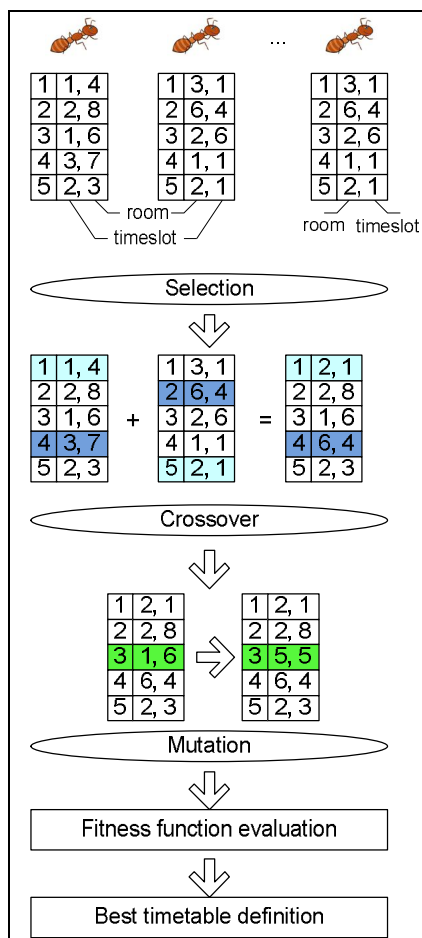 ...
1 1, 4 1 3, 1 1 3, 1
2 2, 8 2 6, 4 2 6, 4
3 1, 6 3 2, 6 3 2, 6
4 3, 7 4 1, 1 4 1, 1
5 2, 3 5 2, 1 5 2, 1
room
timeslot
room timeslot
Selection
1 1, 4 1 3, 1 1 2, 1
2 2, 8 2 6, 4 2 2, 8
3 1, 6 + 3 2, 6 = 3 1, 6
4 3, 7 4 1, 1 4 6, 4
5 2, 3 5 2, 1 5 2, 3
Crossover
1 2, 1 1 2, 1
2 2, 8 2 2, 8
3 1, 6 3 5, 5
4 6, 4 4 6, 4
5 2, 3 5 2, 3
Mutation
Fitness function evaluation
Best timetable definition